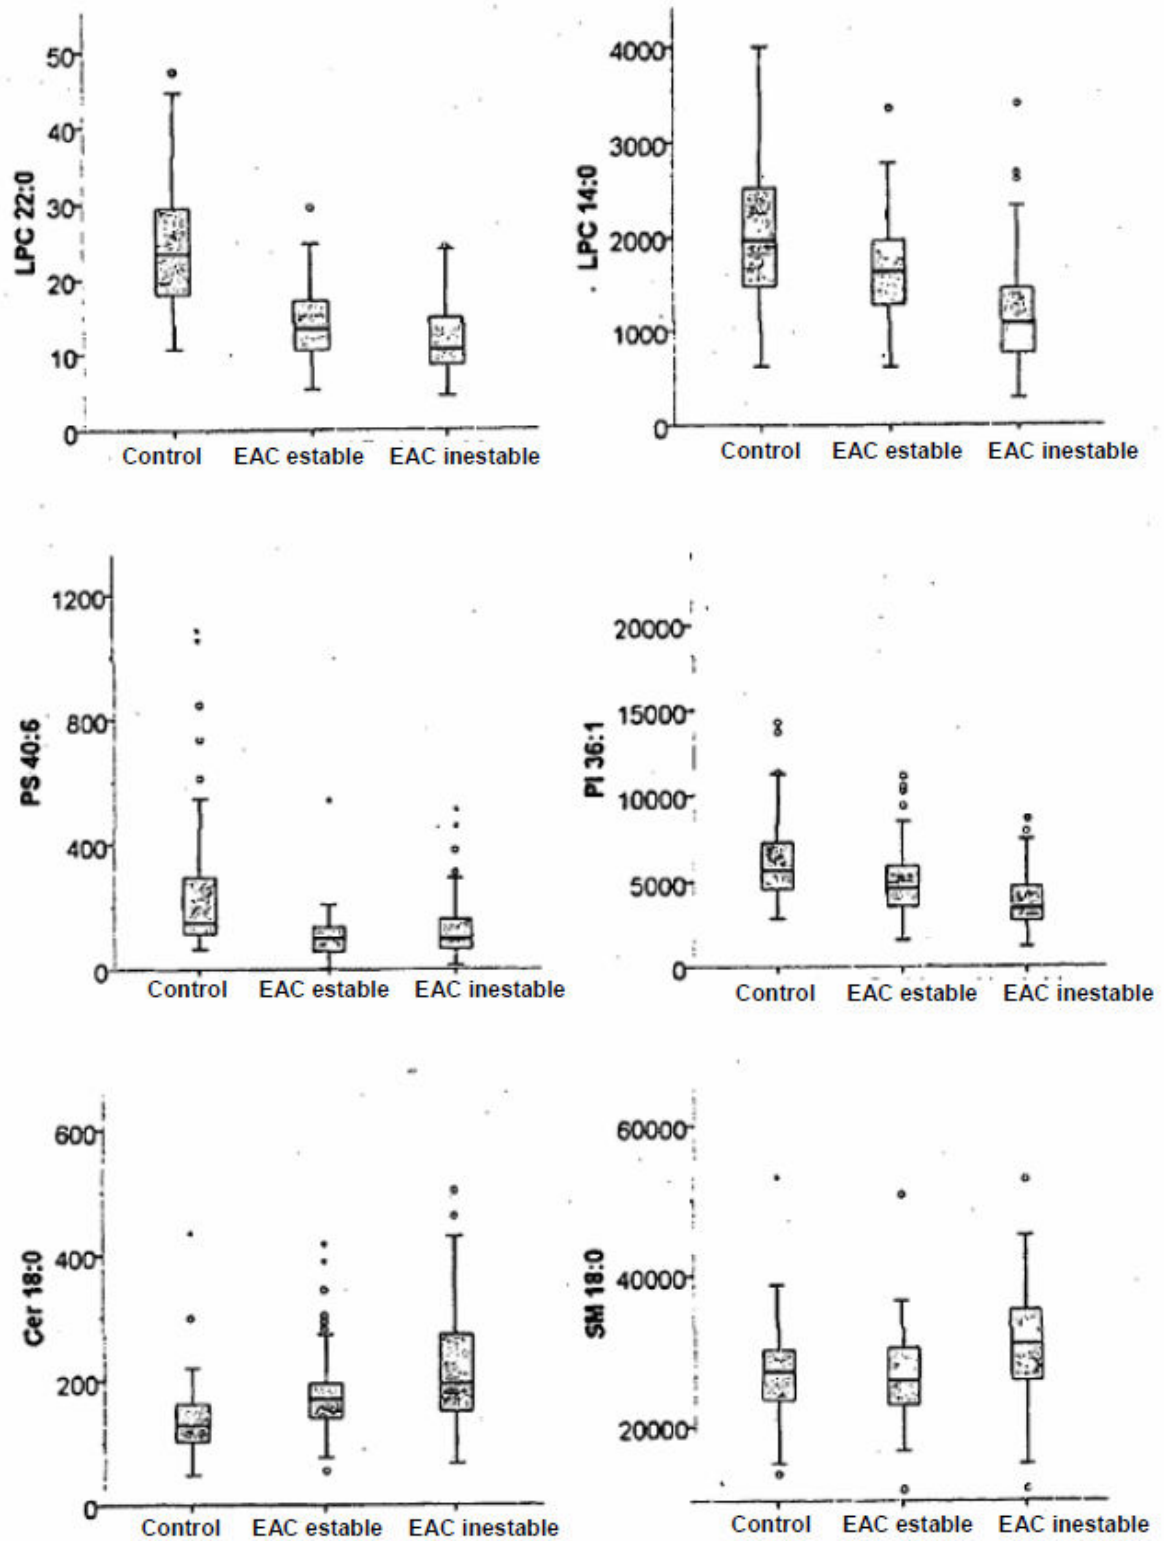 LPC 22:0
50
40
30
20
10
0
Control EAC estable EAC inestable
LPC 14:0
4000
3000
2000
1000
0
Control EAC estable EAC inestable
PS 40:6
1200
800
400
0
Control EAC estable EAC inestable
PI 36:1
20000
15000
10000
5000
0
Control EAC estable EAC inestable
Cer 18:0
600
400
200
0
Control EAC estable EAC inestable
SM 18:0
60000
40000
20000
Control EAC estable EAC inestable